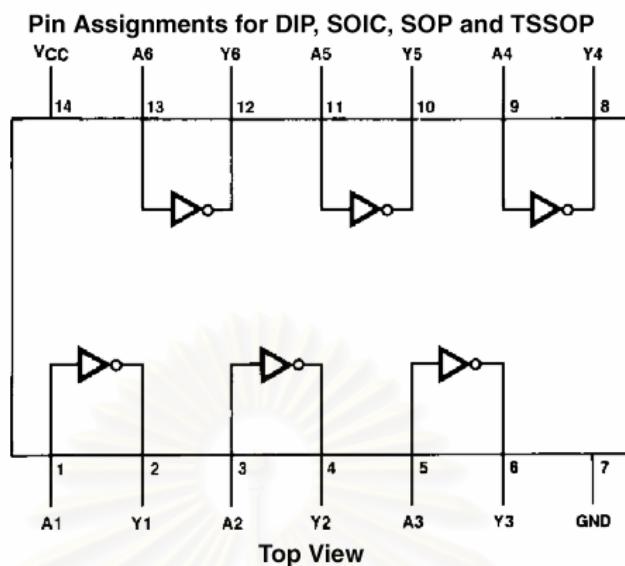 Pin Assignments for DIP, SOIC, SOP and TSSOP
VCC A6 Y6 A5 Y5 A4 Y4
14 13 12 11 10 9 8
1 2 3 4 5 6 7
A1 Y1 A2 Y2 A3 Y3 GND
Top View